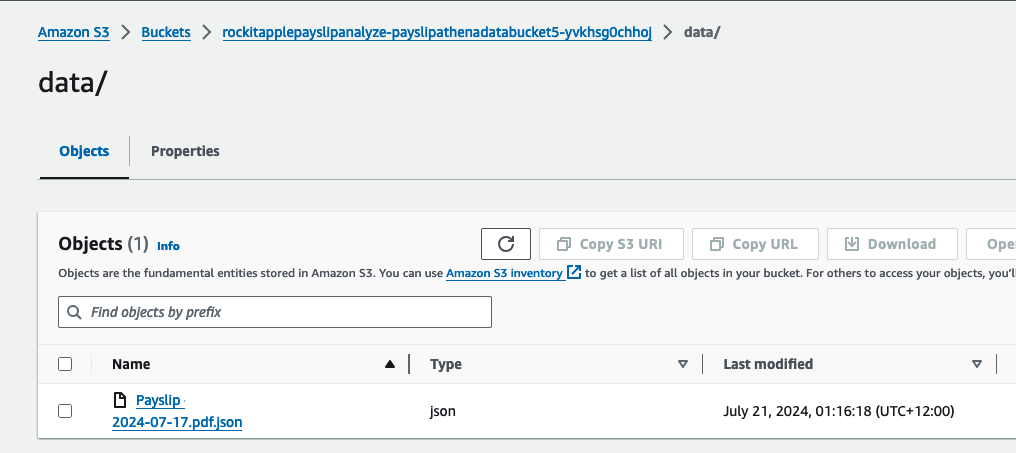 Amazon S3 > Buckets > rockitapplepayslipanalyze-payslipathenadatabucket5-yvkhsg0chhoj > data/
data/
Objects Properties
Objects (1) Info Copy S3 URI Copy URL Download Ope
Objects are the fundamental entities stored in Amazon S3. You can use Amazon S3 inventory to get a list of all objects in your bucket. For others to access your objects, you'l
Find objects by prefix
Name Type Last modified
Payslip json July 21, 2024, 01:16:18 (UTC+12:00)
2024-07-17.pdf.json